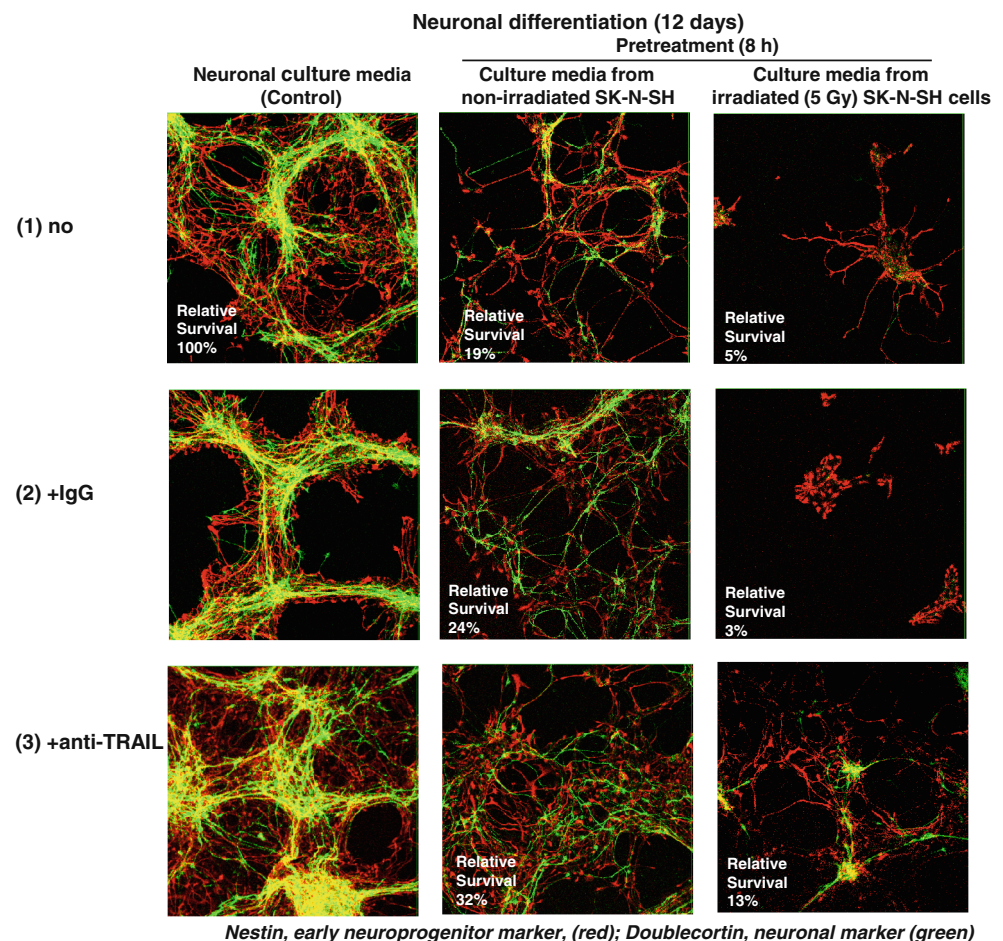 Neuronal differentiation (12 days)
Pretreatment (8 h)
Neuronal culture media
(Control)
Culture media from
non-irradiated SK-N-SH
Culture media from
irradiated (5 Gy) SK-N-SH cells
(1) no
Relative
Survival
100%
Relative
Survival
19%
Relative
Survival
5%
(2) +IgG
Relative
Survival
24%
Relative
Survival
3%
(3) +anti-TRAIL
Relative
Survival
32%
Relative
Survival
13%
Nestin, early neuroprogenitor marker, (red); Doublecortin, neuronal marker (green)